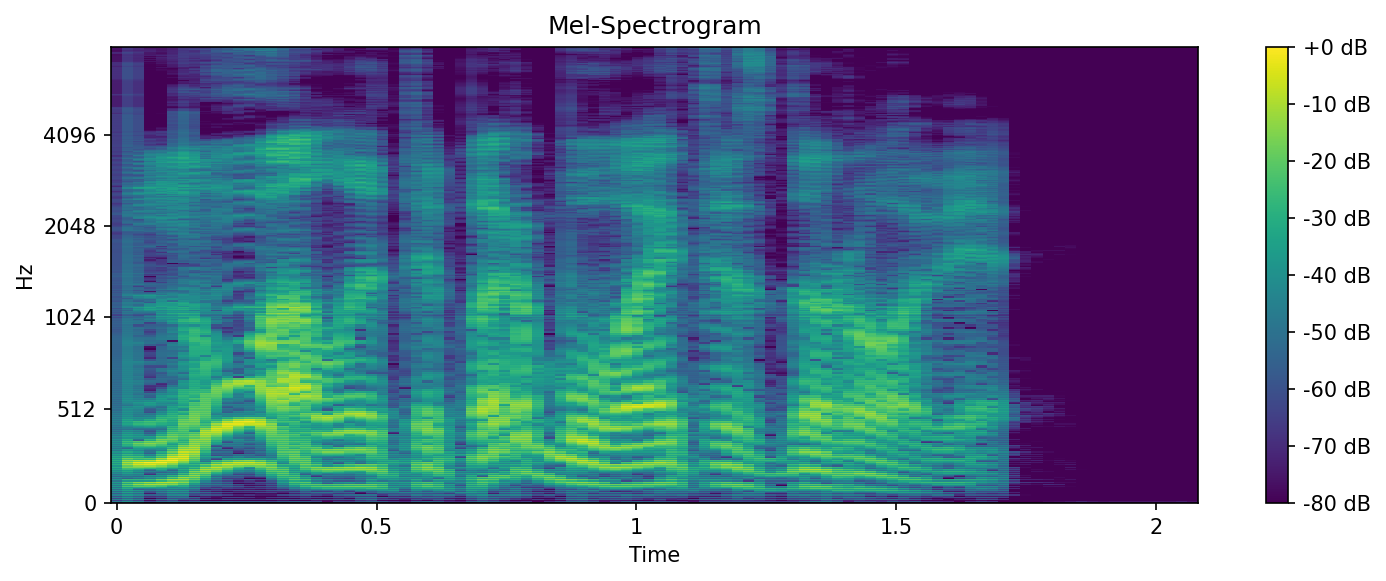 Mel-Spectrogram
+0 dB
4096
-10 dB
-20 dB
2048
-30 dB
Hz
1024
-40 dB
-50 dB
512
-60 dB
-70 dB
0
-80 dB
0 0.5 1 1.5 2
Time